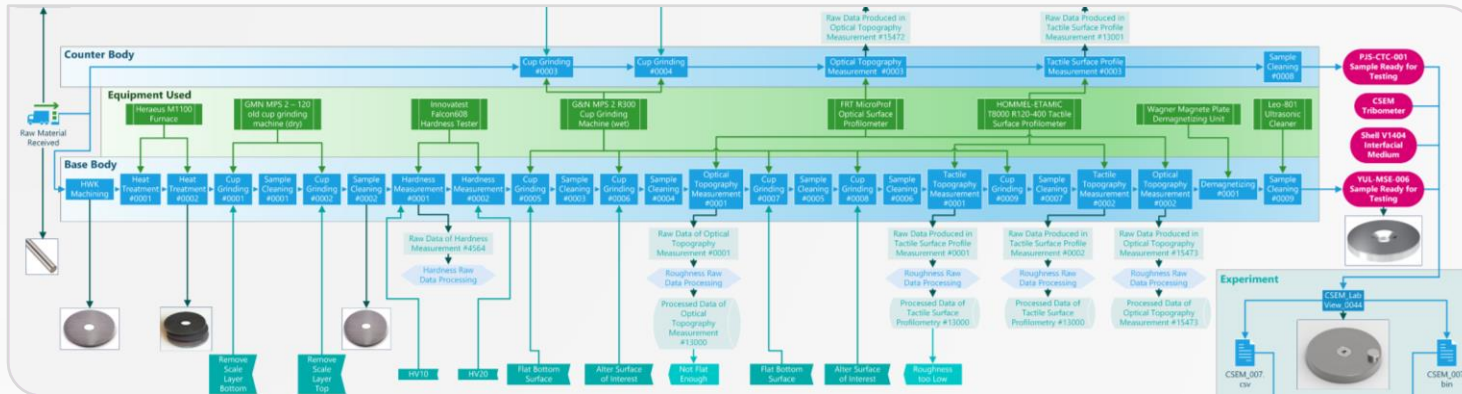 Raw Data Produced in
Optical Topography
Measurement #15472
Raw Data Produced in
Tactile Surface Profile
Measurement #13001
Counter Body
Cup Grinding
#0003
Cup Grinding
#0004
Optical Topography
Measurement #0003
Tactile Surface Profile
Measurement #0003
Sample
Cleaning
#0008
PJS-CTC-001
Sample Ready for
Testing
Equipment Used
Heraeus M1100
Furnace
GMN MPS 2 – 120
old cup grinding
machine (dry)
Innovatest
Falcon608
Hardness Tester
G&N MPS 2 R300
Cup Grinding
Machine (wet)
FRT MicroProf
Optical Surface
Profilometer
HOMMEL-ETAMIC
T8000 R120-400 Tactile
Surface Profilometer
Wagner Magnete Plate
Demagnetizing Unit
Leo-801
Ultrasonic
Cleaner
CSEM
Tribometer
Raw Material
Received
Shell V1404
Interfacial
Medium
Base Body
HWK
Machining
Heat
Treatment
#0001
Heat
Treatment
#0002
Cup
Grinding
#0001
Sample
Cleaning
#0001
Cup
Grinding
#0002
Sample
Cleaning
#0002
Hardness
Measurement
#0001
Hardness
Measurement
#0002
Cup
Grinding
#0005
Sample
Cleaning
#0003
Cup
Grinding
#0006
Sample
Cleaning
#0004
Optical
Topography
Measurement
#0001
Cup
Grinding
#0007
Sample
Cleaning
#0005
Cup
Grinding
#0008
Sample
Cleaning
#0006
Tactile
Topography
Measurement
#0001
Cup
Grinding
#0009
Sample
Cleaning
#0007
Tactile
Topography
Measurement
#0002
Optical
Topography
Measurement
#0002
Demagnetizing
#0001
Sample
Cleaning
#0009
YUL-MSE-006
Sample Ready for
Testing
Raw Data of Hardness
Measurement #4564
Hardness Raw
Data Processing
Raw Data of Optical
Topography
Measurement #0001
Roughness Raw
Data Processing
Processed Data of
Optical
Topography
Measurement
#13000
Raw Data Produced in
Tactile Surface Profile
Measurement #0001
Roughness Raw
Data Processing
Processed Data of
Tactile Surface
Profilometry #13000
Raw Data Produced in
Tactile Surface Profile
Measurement #0002
Roughness Raw
Data Processing
Processed Data of
Tactile Surface
Profilometry #13000
Raw Data Produced in
Optical Topography
Measurement #15473
Roughness Raw
Data Processing
Processed Data of
Optical Topography
Measurement #15473
Experiment
CSEM_Lab
View_0044
CSEM_007.
csv
CSEM_007
bin
Remove
Scale
Layer
Bottom
Remove
Scale
Layer
Top
HV10
HV20
Flat Bottom
Surface
Alter Surface
of Interest
Not Flat
Enough
Flat Bottom
Surface
Alter Surface
of Interest
Roughness
too Low